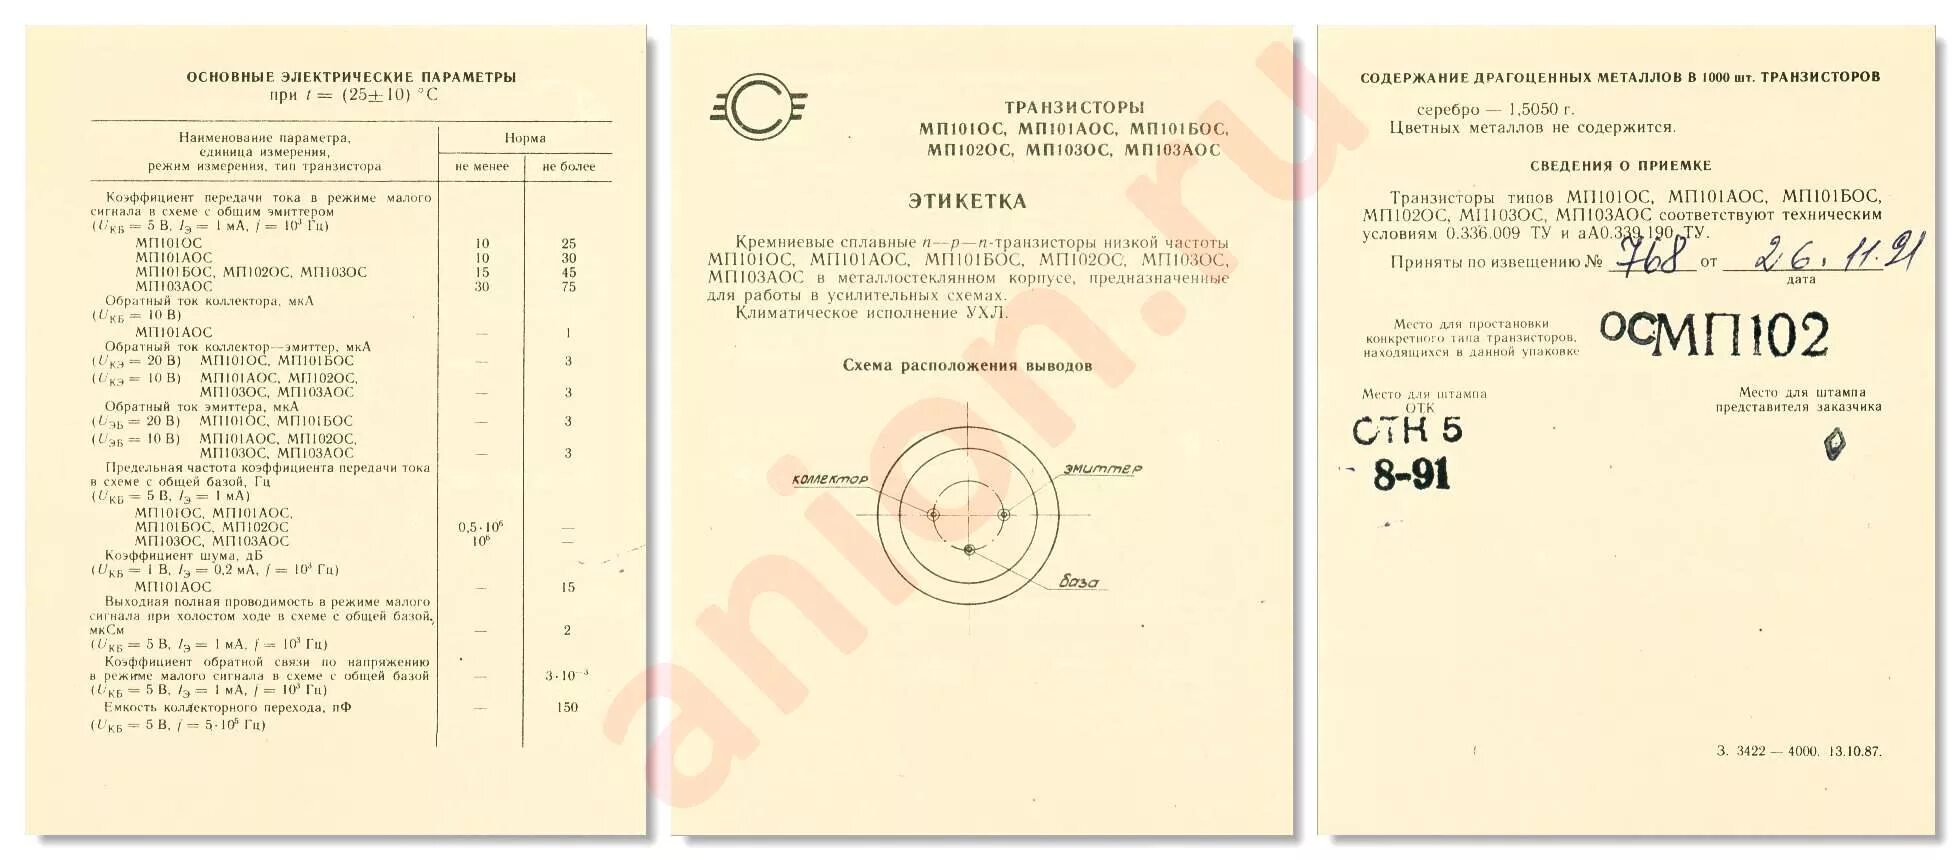 ОСНОВНЫЕ ЭЛЕКТРИЧЕСКИЕ ПАРАМЕТРЫ
при t = (25±10) °С
Наименование параметра, единица измерения, режим измерения, тип транзистора
Норма
не менее не более
Коэффициент передачи тока в режиме малого
сигнала в схеме с общим эмиттером
(UКБ = 5 В, IЭ = 1 мА, f = 10³ Гц)
МП101ОС 10 25
МП101АОС 10 30
МП101БОС, МП102ОС, МП103ОС 15 45
МП103АОС 30 75
Обратный ток коллектора, мкА
(UКБ = 10 В)
МП101АОС — 1
Обратный ток коллектор—эмиттер, мкА
(UКЭ = 20 В) МП101ОС, МП101БОС — 3
(UКЭ = 10 В) МП101АОС, МП102ОС,
МП103ОС, МП103АОС — 3
Обратный ток эмиттера, мкА
(UЭБ = 20 В) МП101ОС, МП101БОС — 3
(UЭБ = 10 В) МП101АОС, МП102ОС,
МП103ОС, МП103АОС — 3
Предельная частота коэффициента передачи тока
в схеме с общей базой, Гц
(UКБ = 5 В, IЭ = 1 мА)
МП101ОС, МП101АОС,
МП101БОС, МП102ОС 0,5·10⁶ —
МП103ОС, МП103АОС 10⁶ —
Коэффициент шума, дБ
(UКБ = 1 В, IЭ = 0,2 мА, f = 10³ Гц)
МП101АОС — 15
Выходная полная проводимость в режиме малого
сигнала при холостом ходе в схеме с общей базой,
мкСм — 2
(UКБ = 5 В, IЭ = 1 мА, f = 10³ Гц)
Коэффициент обратной связи по напряжению
в режиме малого сигнала в схеме с общей базой — 3·10⁻³
(UКБ = 5 В, IЭ = 1 мА, f = 10³ Гц)
Емкость коллекторного перехода, пФ — 150
(UКБ = 5 В, f = 5·10⁵ Гц)
ТРАНЗИСТОРЫ
МП101ОС, МП101АОС, МП101БОС,
МП102ОС, МП103ОС, МП103АОС
ЭТИКЕТКА
Кремниевые сплавные n—p—n-транзисторы низкой частоты
МП101ОС, МП101АОС, МП101БОС, МП102ОС, МП103ОС,
МП103АОС в металлостеклянном корпусе, предназначенные
для работы в усилительных схемах.
Климатическое исполнение УХЛ.
Схема расположения выводов
коллектор
эмиттер
база
anion.ru
СОДЕРЖАНИЕ ДРАГОЦЕННЫХ МЕТАЛЛОВ В 1000 шт. ТРАНЗИСТОРОВ
серебро — 1,5050 г.
Цветных металлов не содержится.
СВЕДЕНИЯ О ПРИЕМКЕ
Транзисторы типов МП101ОС, МП101АОС, МП101БОС,
МП102ОС, МП103ОС, МП103АОС соответствуют техническим
условиям 0.336.009 ТУ и аА0.339.190 ТУ.
Приняты по извещению № 768 от 26.11.91
дата
Место для простановки
конкретного типа транзисторов,
находящихся в данной упаковке
ОСМП102
Место для штампа
ОТК
СТН 5
8-91
Место для штампа
представителя заказчика
З. 3422 — 4000. 13.10.87.